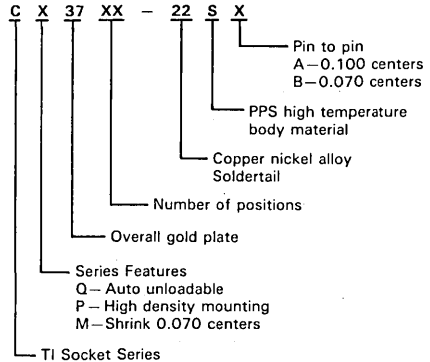 C X 37 XX – 22 S X
Pin to pin
A—0.100 centers
B—0.070 centers
PPS high temperature
body material
Copper nickel alloy
Soldertail
Number of positions
Overall gold plate
Series Features
Q— Auto unloadable
P— High density mounting
M—Shrink 0.070 centers
TI Socket Series